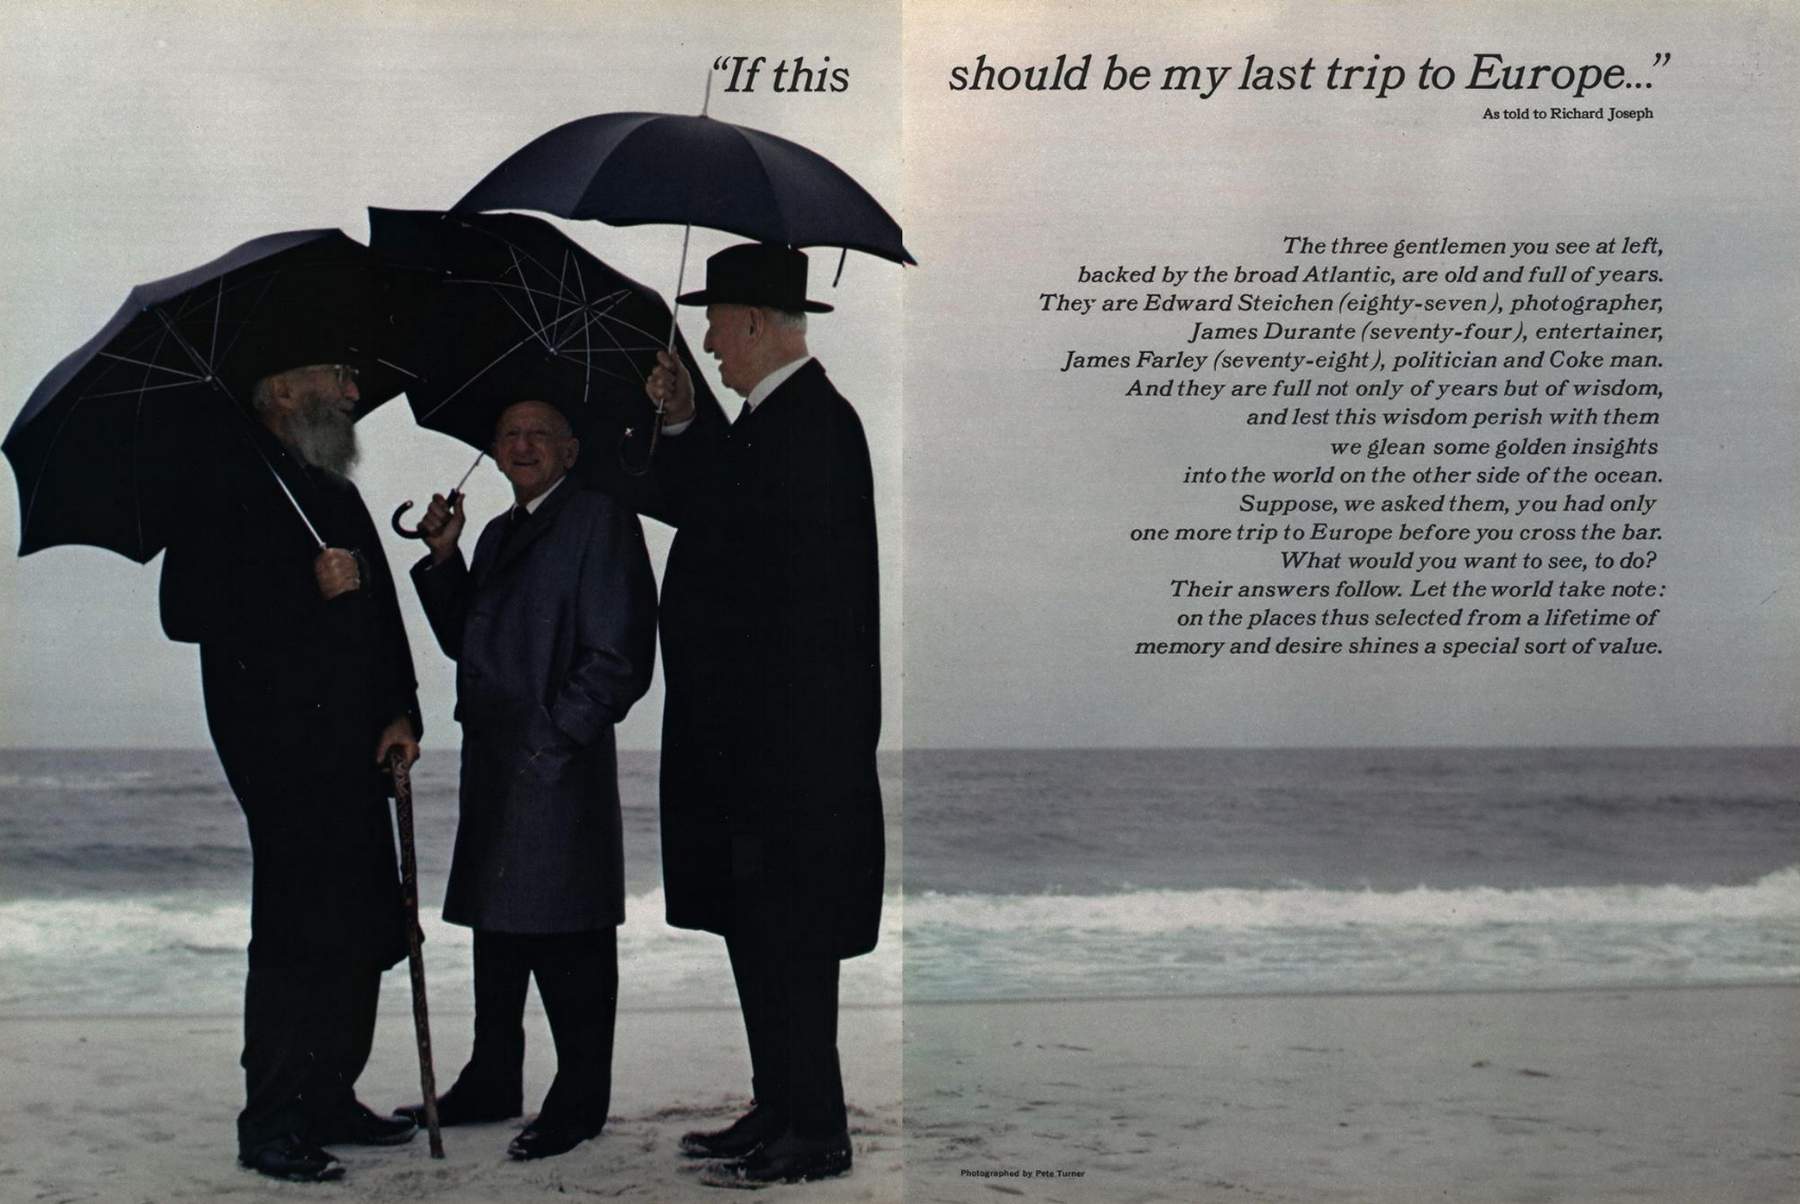 “If this should be my last trip to Europe...”
As told to Richard Joseph
The three gentlemen you see at left,
backed by the broad Atlantic, are old and full of years.
They are Edward Steichen (eighty-seven), photographer,
James Durante (seventy-four), entertainer,
James Farley (seventy-eight), politician and Coke man.
And they are full not only of years but of wisdom,
and lest this wisdom perish with them
we glean some golden insights
into the world on the other side of the ocean.
Suppose, we asked them, you had only
one more trip to Europe before you cross the bar.
What would you want to see, to do?
Their answers follow. Let the world take note:
on the places thus selected from a lifetime of
memory and desire shines a special sort of value.
Photographed by Pete Turner